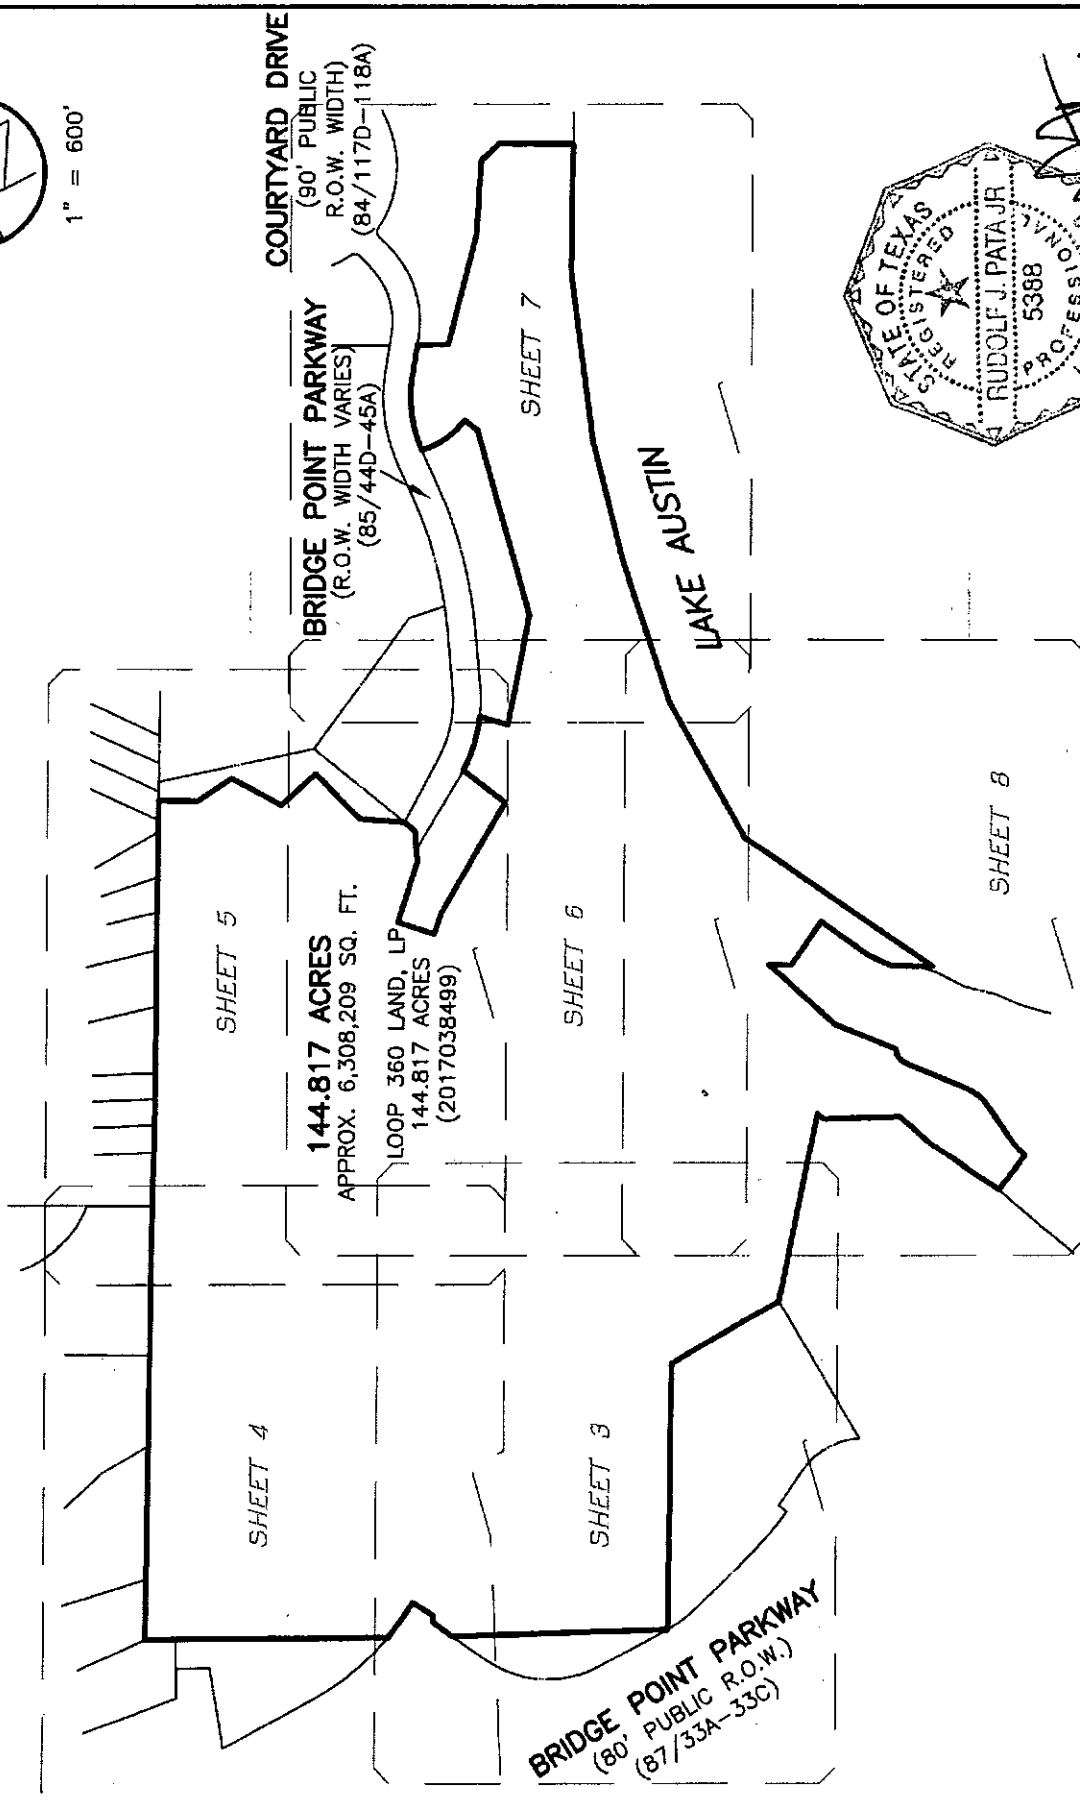 1" = 600'
COURTYARD DRIVE
(90' PUBLIC
R.O.W. WIDTH)
(84/117D-118A)
BRIDGE POINT PARKWAY
(R.O.W. WIDTH VARIES)
(85/44D-45A)
SHEET 7
LAKE AUSTIN
STATE OF TEXAS
REGISTERED
RUDOLF J. PATA JR
5388
PROFESSIONAL
SHEET 5
144.817 ACRES
APPROX. 6,308,209 SQ. FT.
LOOP 360 LAND, LP
144.817 ACRES
(2017038499)
SHEET 6
SHEET 8
SHEET 4
SHEET 3
BRIDGE POINT PARKWAY
(80' PUBLIC R.O.W.)
(87/33A-33C)